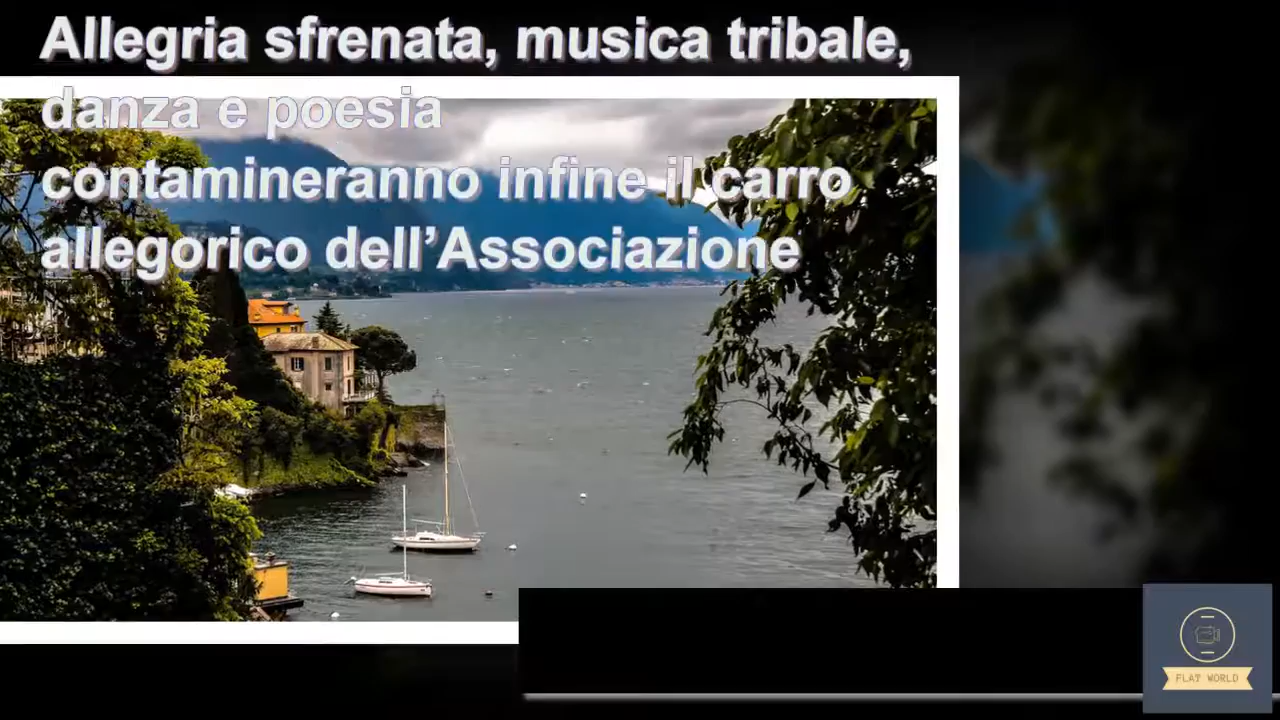 Allegria sfrenata, musica tribale,
danza e poesia
contamineranno infine il carro
allegorico dell’Associazione
FLAT WORLD